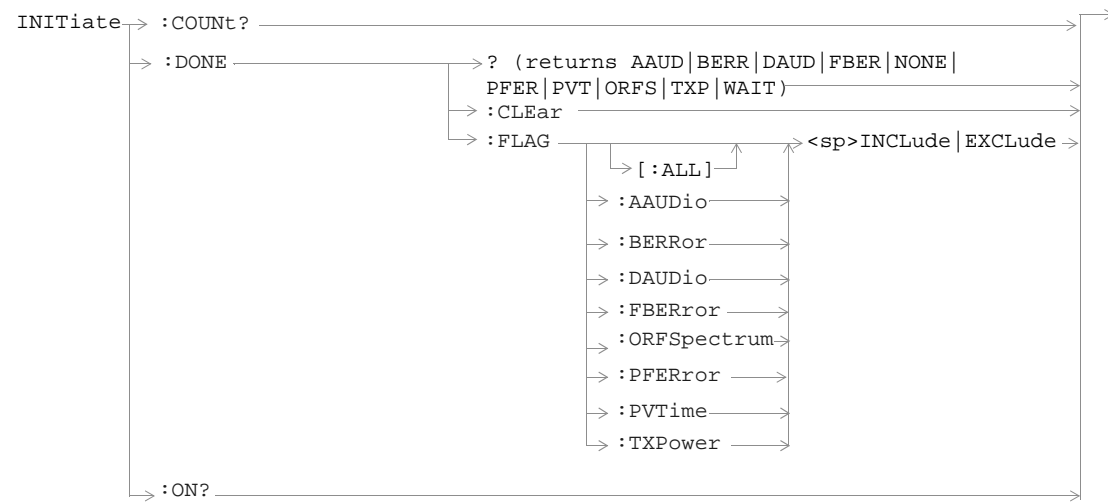 INITiate :COUNt?
:DONE ? (returns AAUD|BERR|DAUD|FBER|NONE|
PFER|PVT|ORFS|TXP|WAIT)
:CLEar
:FLAG <sp>INCLude|EXCLude
[:ALL]
:AAUDio
:BERRor
:DAUDio
:FBERror
:ORFSpectrum
:PFERror
:PVTime
:TXPower
:ON?